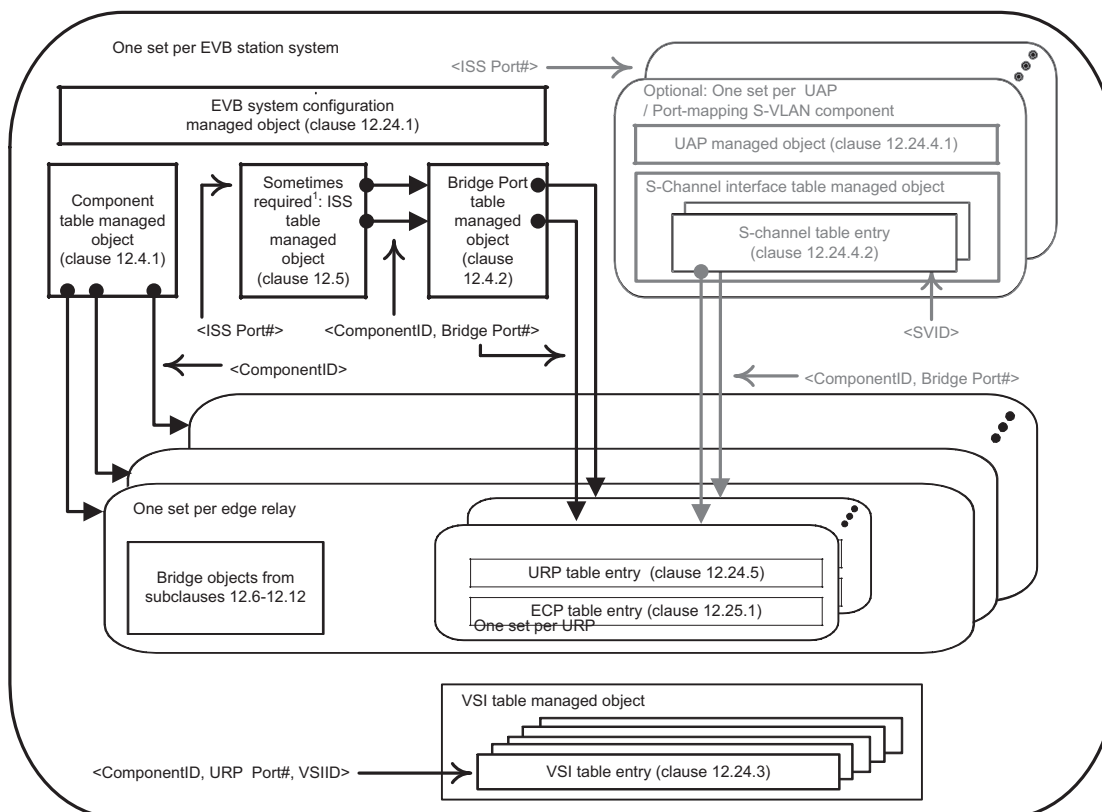 One set per EVB station system
<ISS Port#>
EVB system configuration
managed object (clause 12.24.1)
Optional: One set per UAP
/ Port-mapping S-VLAN component
UAP managed object (clause 12.24.4.1)
Component
table managed
object
(clause 12.4.1)
Sometimes
required1: ISS
table
managed
object
(clause 12.5)
Bridge Port
table
managed
object
(clause
12.4.2)
S-Channel interface table managed object
S-channel table entry
(clause 12.24.4.2)
<ISS Port#>
<ComponentID, Bridge Port#>
<SVID>
<ComponentID>
<ComponentID, Bridge Port#>
One set per edge relay
Bridge objects from
subclauses 12.6-12.12
URP table entry (clause 12.24.5)
ECP table entry (clause 12.25.1)
One set per URP
VSI table managed object
<ComponentID, URP Port#, VSIID>
VSI table entry (clause 12.24.3)